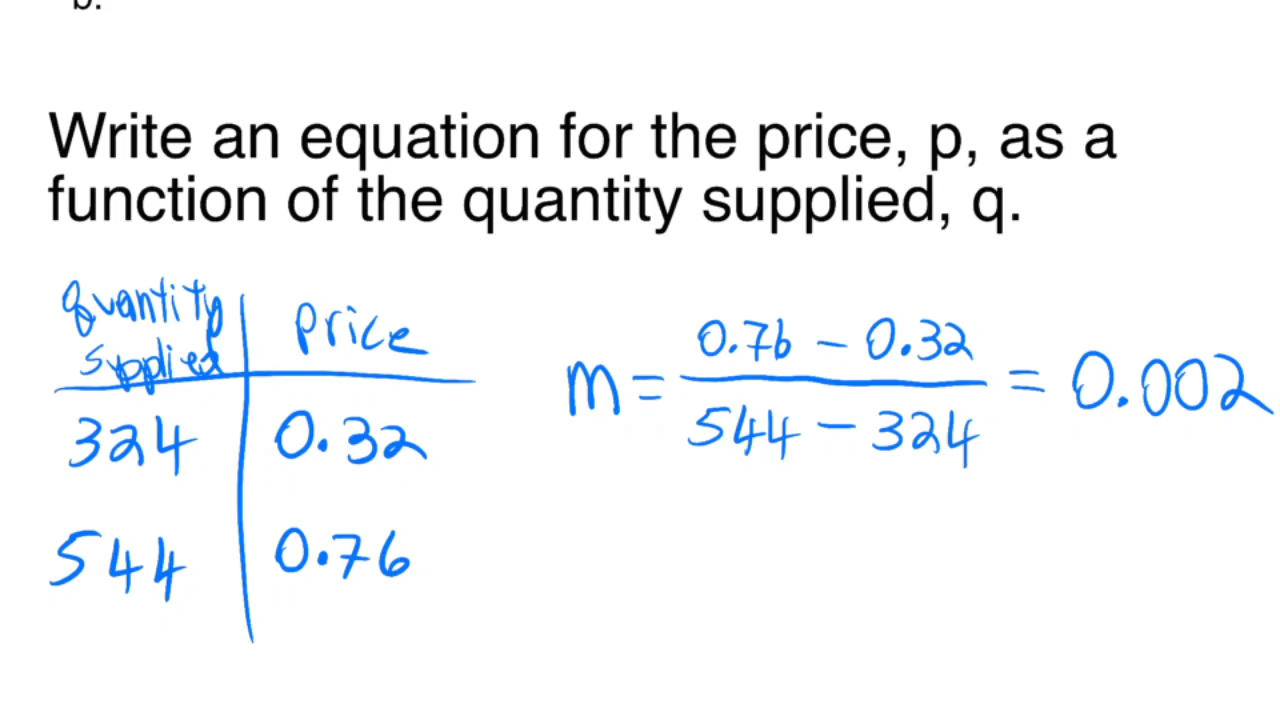 b.
Write an equation for the price, p, as a
function of the quantity supplied, q.
quantity
supplied
price
324 0.32
544 0.76
m = 0.76 - 0.32 / 544 - 324 = 0.002